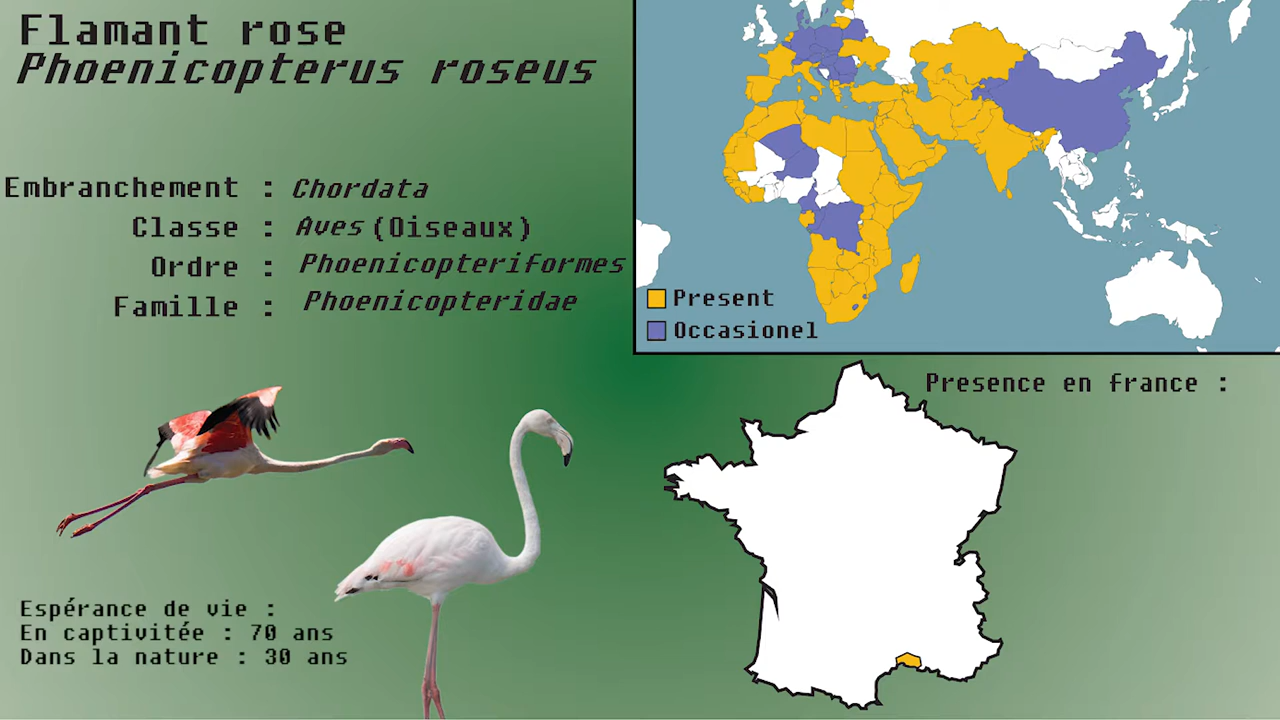 Flamant rose
Phoenicopterus roseus
Embranchement : Chordata
Classe : Aves (Oiseaux)
Ordre : Phoenicopteriformes
Famille : Phoenicopteridae
Present
Occasionel
Presence en france :
Espérance de vie :
En captivitée : 70 ans
Dans la nature : 30 ans